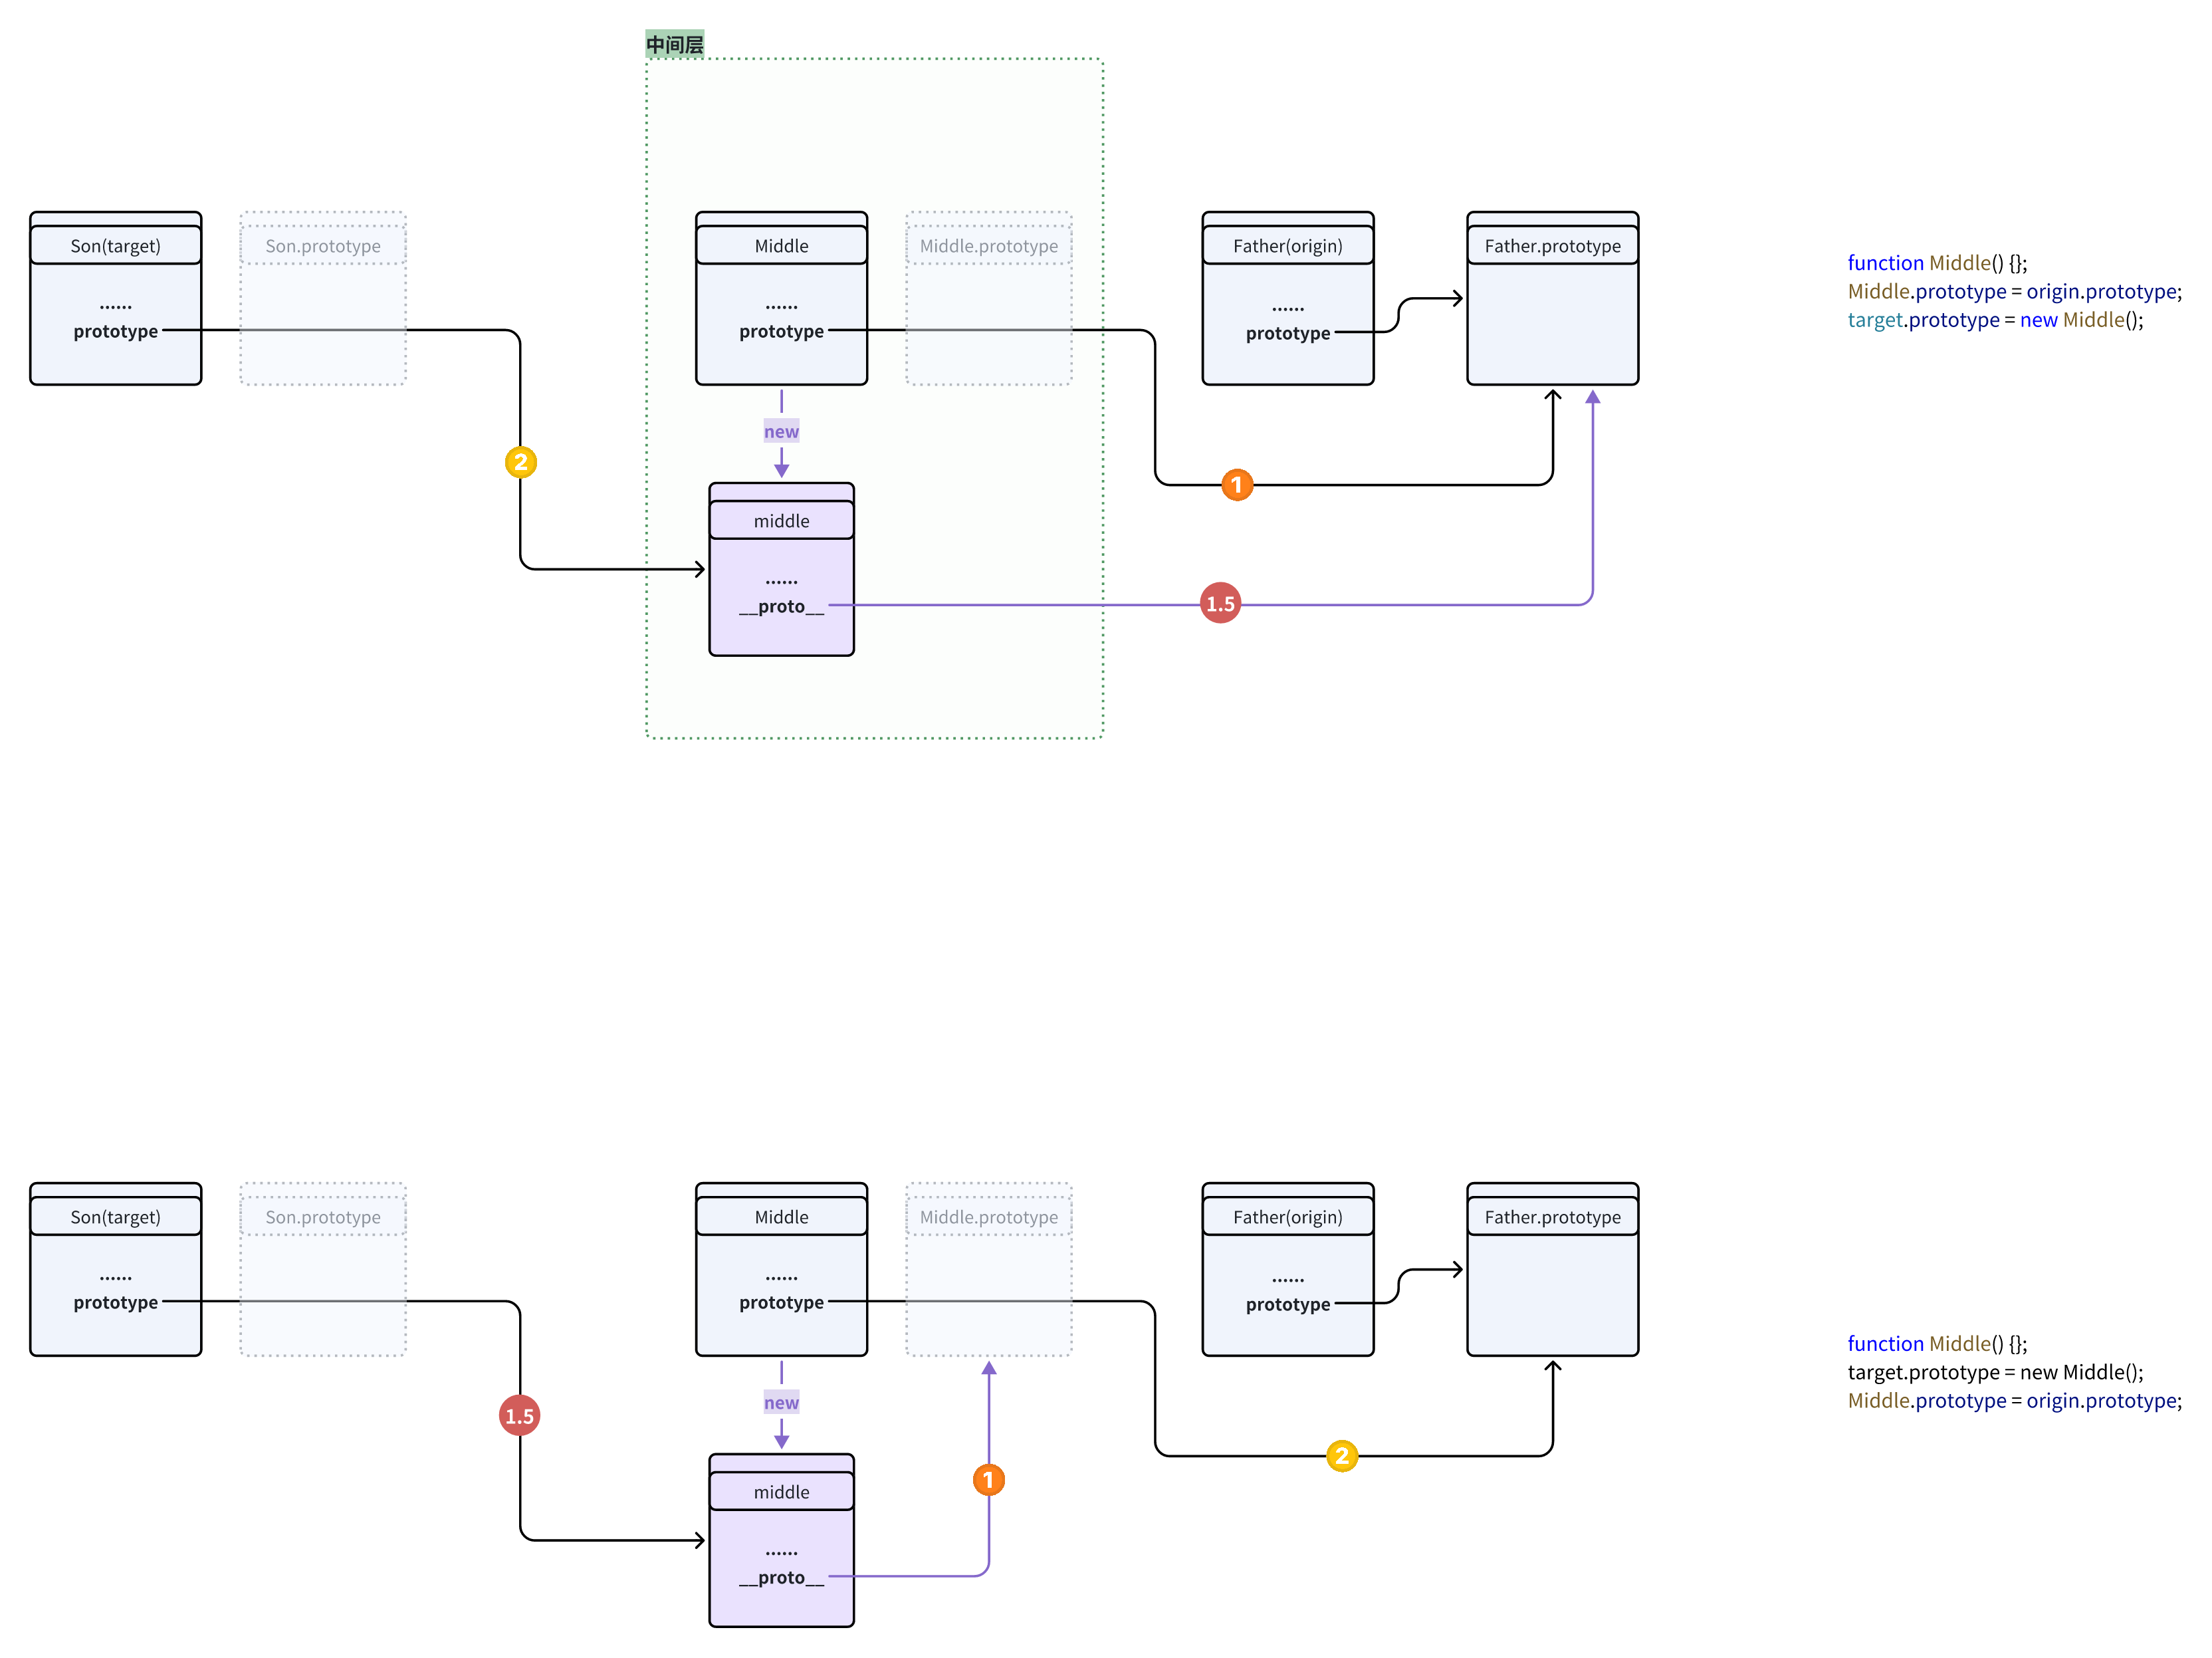 中间层
Son(target)
......
prototype
Son.prototype
2
Middle
......
prototype
Middle.prototype
new
middle
......
__proto__
Father(origin)
......
prototype
Father.prototype
1
1.5
function Middle() {};
Middle.prototype = origin.prototype;
target.prototype = new Middle();
Son(target)
......
prototype
Son.prototype
1.5
Middle
......
prototype
Middle.prototype
new
middle
......
__proto__
1
Father(origin)
......
prototype
Father.prototype
2
function Middle() {};
target.prototype = new Middle();
Middle.prototype = origin.prototype;